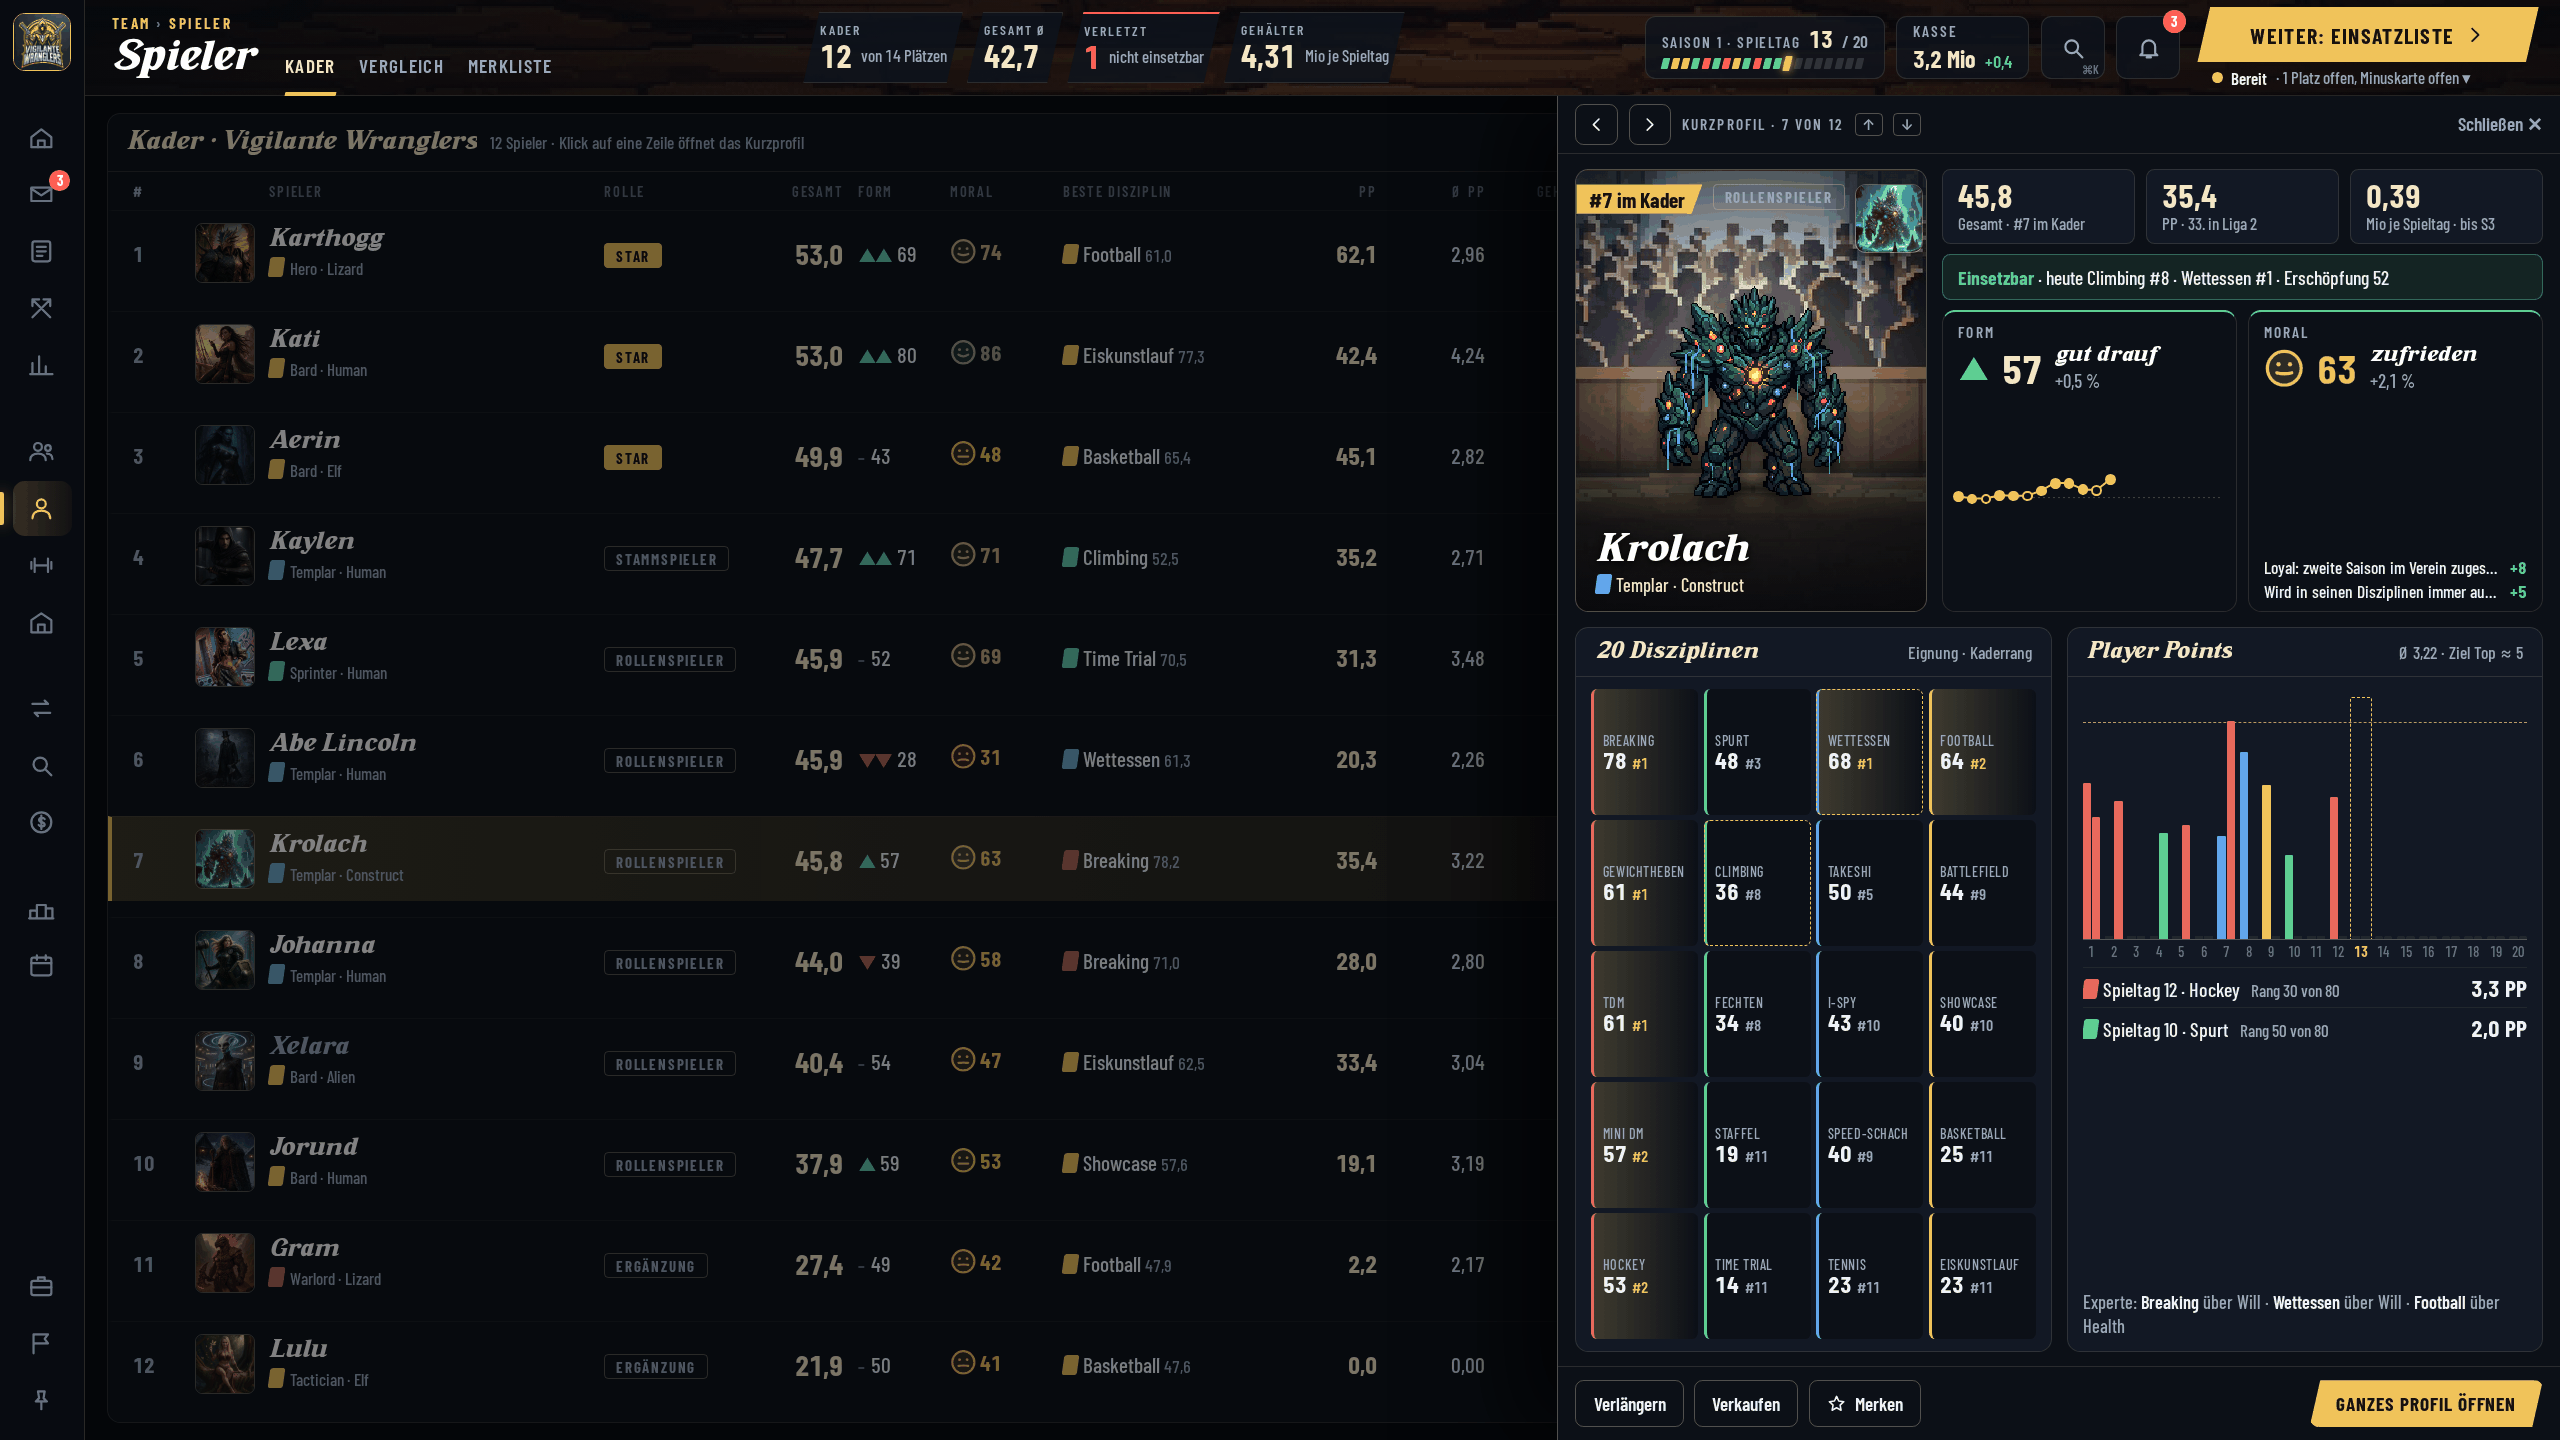 VIGILANTE WRANGLERS
TEAM › SPIELER
Spieler
KADER VERGLEICH MERKLISTE
KADER
12 von 14 Plätzen
GESAMT Ø
42,7
VERLETZT
1 nicht einsetzbar
GEHÄLTER
4,31 Mio je Spieltag
SAISON 1 · SPIELTAG 13 / 20
KASSE
3,2 Mio +0,4
⌘K
3
WEITER: EINSATZLISTE
Bereit · 1 Platz offen, Minuskarte offen ▾
3
Kader · Vigilante Wranglers 12 Spieler · Klick auf eine Zeile öffnet das Kurzprofil
# SPIELER ROLLE GESAMT FORM MORAL BESTE DISZIPLIN PP Ø PP GEH
1 Karthogg STAR 53,0 69 74 Football 61,0 62,1 2,96
Hero · Lizard
2 Kati STAR 53,0 80 86 Eiskunstlauf 77,3 42,4 4,24
Bard · Human
3 Aerin STAR 49,9 – 43 48 Basketball 65,4 45,1 2,82
Bard · Elf
4 Kaylen STAMMSPIELER 47,7 71 71 Climbing 52,5 35,2 2,71
Templar · Human
5 Lexa ROLLENSPIELER 45,9 – 52 69 Time Trial 70,5 31,3 3,48
Sprinter · Human
6 Abe Lincoln ROLLENSPIELER 45,9 28 31 Wettessen 61,3 20,3 2,26
Templar · Human
7 Krolach ROLLENSPIELER 45,8 57 63 Breaking 78,2 35,4 3,22
Templar · Construct
8 Johanna ROLLENSPIELER 44,0 39 58 Breaking 71,0 28,0 2,80
Templar · Human
9 Xelara ROLLENSPIELER 40,4 – 54 47 Eiskunstlauf 62,5 33,4 3,04
Bard · Alien
10 Jorund ROLLENSPIELER 37,9 59 53 Showcase 57,6 19,1 3,19
Bard · Human
11 Gram ERGÄNZUNG 27,4 – 49 42 Football 47,9 2,2 2,17
Warlord · Lizard
12 Lulu ERGÄNZUNG 21,9 – 50 41 Basketball 47,6 0,0 0,00
Tactician · Elf
KURZPROFIL · 7 VON 12 ↑ ↓
Schließen ✕
#7 im Kader ROLLENSPIELER
Krolach
Templar · Construct
45,8
Gesamt · #7 im Kader
35,4
PP · 33. in Liga 2
0,39
Mio je Spieltag · bis S3
Einsetzbar · heute Climbing #8 · Wettessen #1 · Erschöpfung 52
FORM
57 gut drauf
+0,5 %
MORAL
63 zufrieden
+2,1 %
Loyal: zweite Saison im Verein zuges... +8
Wird in seinen Disziplinen immer au... +5
20 Disziplinen Eignung · Kaderrang
BREAKING SPURT WETTESSEN FOOTBALL
78 #1 48 #3 68 #1 64 #2
GEWICHTHEBEN CLIMBING TAKESHI BATTLEFIELD
61 #1 36 #8 50 #5 44 #9
TDM FECHTEN I-SPY SHOWCASE
61 #1 34 #8 43 #10 40 #10
MINI DM STAFFEL SPEED-SCHACH BASKETBALL
57 #2 19 #11 40 #9 25 #11
HOCKEY TIME TRIAL TENNIS EISKUNSTLAUF
53 #2 14 #11 23 #11 23 #11
Player Points Ø 3,22 · Ziel Top ≈ 5
1 2 3 4 5 6 7 8 9 10 11 12 13 14 15 16 17 18 19 20
Spieltag 12 · Hockey Rang 30 von 80 3,3 PP
Spieltag 10 · Spurt Rang 50 von 80 2,0 PP
Experte: Breaking über Will · Wettessen über Will · Football über
Health
Verlängern Verkaufen Merken GANZES PROFIL ÖFFNEN